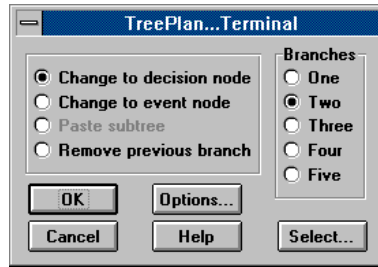 TreePlan...Terminal
Change to decision node
Change to event node
Paste subtree
Remove previous branch
Branches
One
Two
Three
Four
Five
OK
Options...
Cancel
Help
Select...